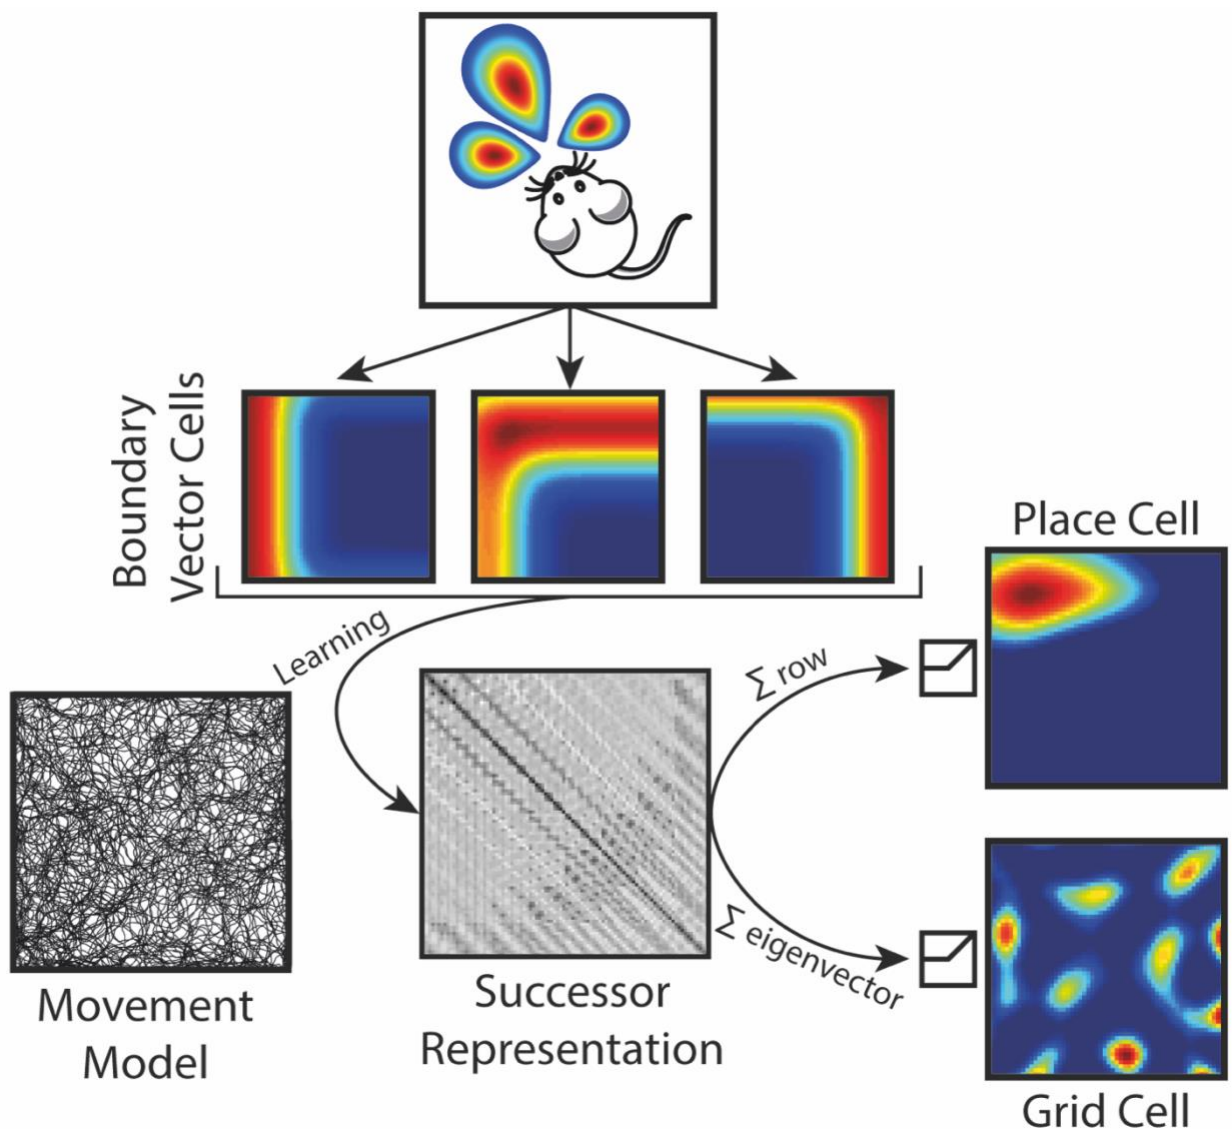 Boundary
Vector Cells
Place Cell
Learning
Σ row
Σ eigenvector
Movement
Model
Successor
Representation
Grid Cell